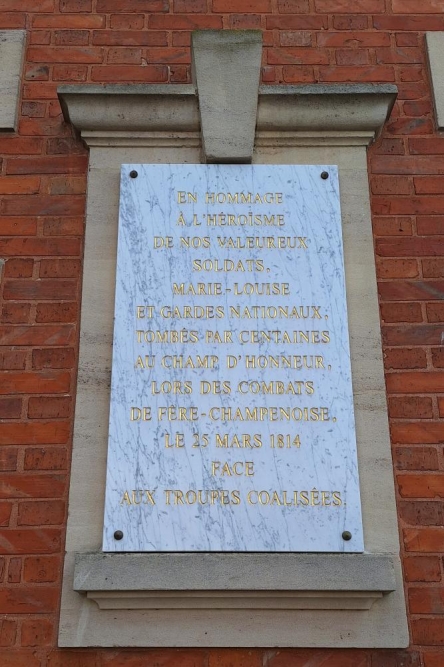 EN HOMMAGE
À L'HÉROÏSME
DE NOS VALEUREUX
SOLDATS,
MARIE-LOUISE
ET GARDES NATIONAUX,
TOMBÉS PAR CENTAINES
AU CHAMP D'HONNEUR,
LORS DES COMBATS
DE FÈRE-CHAMPENOISE,
LE 25 MARS 1814
FACE
AUX TROUPES COALISÉES.